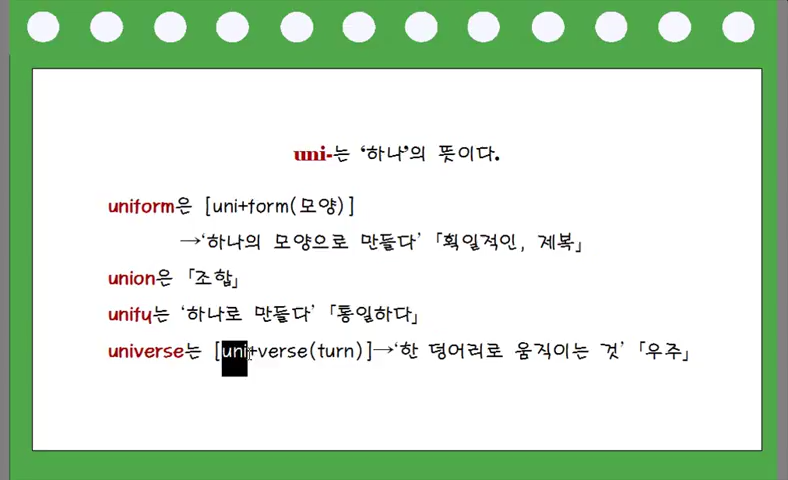 uni-는 ‘하나’의 뜻이다.
uniform은 [uni+form(모양)]
→‘하나의 모양으로 만들다’「획일적인, 제복」
union은 「조합」
unify는 ‘하나로 만들다’「통일하다」
universe는 [uni+verse(turn)]→‘한 덩어리로 움직이는 것’「우주」